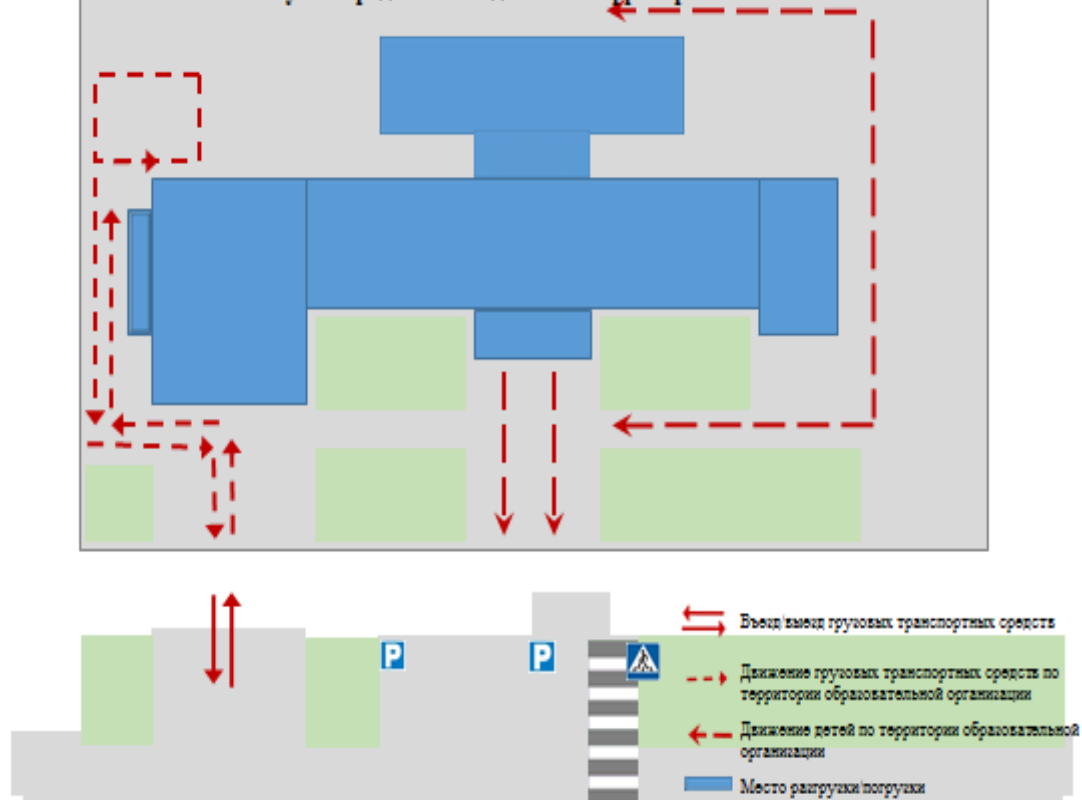 P
P
Въезд/выезд грузовых транспортных средств
Движение грузовых транспортных средств по
территории образовательной организации
Движение детей по территории образовательной
организации
Место разгрузки/погрузки